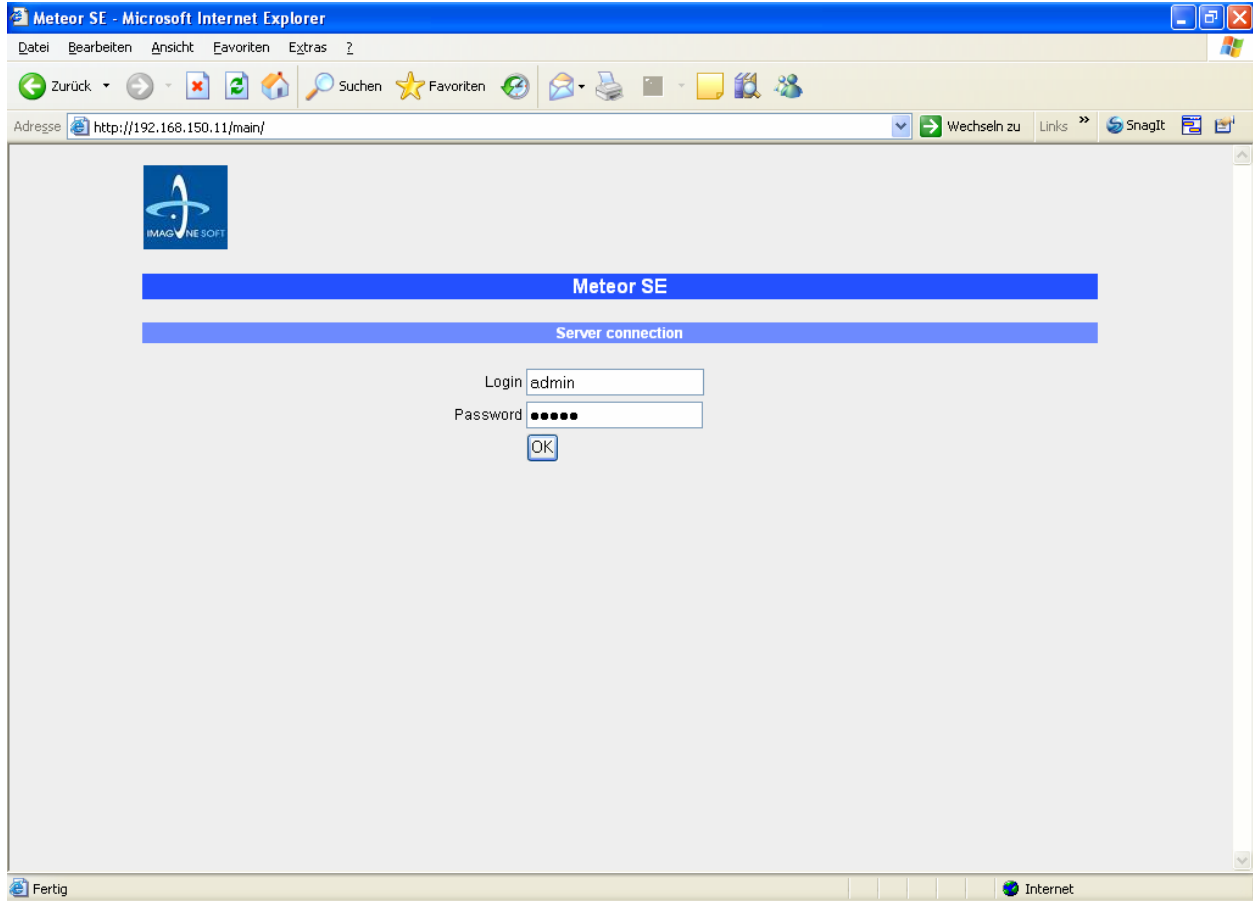 Meteor SE - Microsoft Internet Explorer
Datei Bearbeiten Ansicht Favoriten Extras ?
Zurück Suchen Favoriten
Adresse http://192.168.150.11/main/ Wechseln zu Links » SnagIt
IMAGINE SOFT
Meteor SE
Server connection
Login admin
Password •••••
OK
Fertig Internet